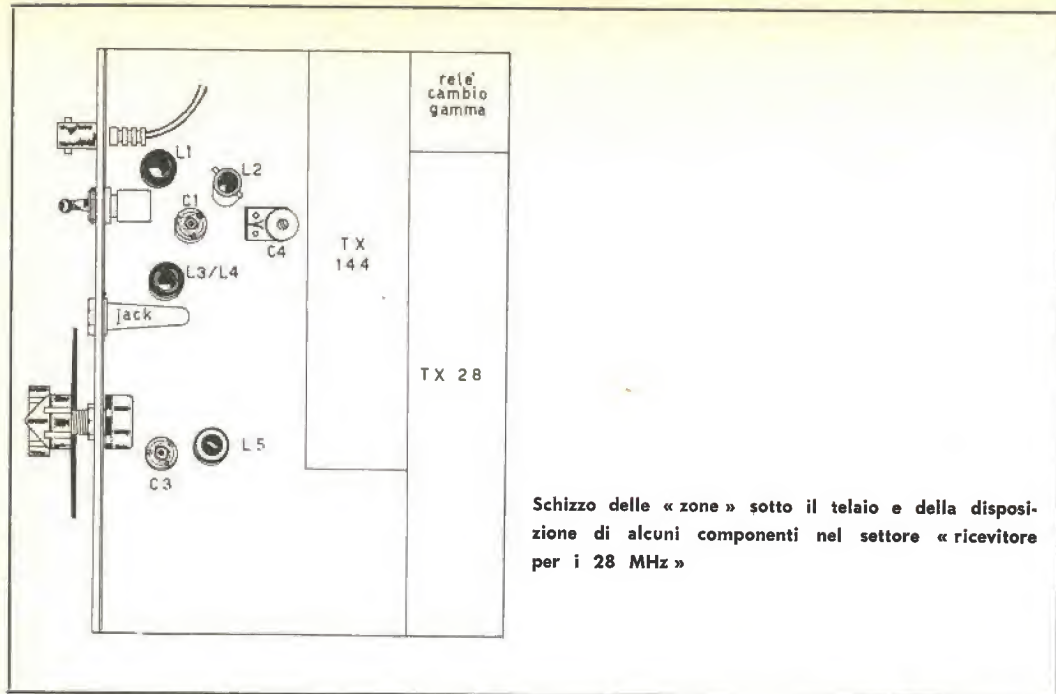 rele'
cambio
gamma
L1
L2
C1
C4
TX
144
L3/L4
jack
TX 28
L5
C3
Schizzo delle « zone » sotto il telaio e della disposi-
zione di alcuni componenti nel settore « ricevitore
per i 28 MHz »